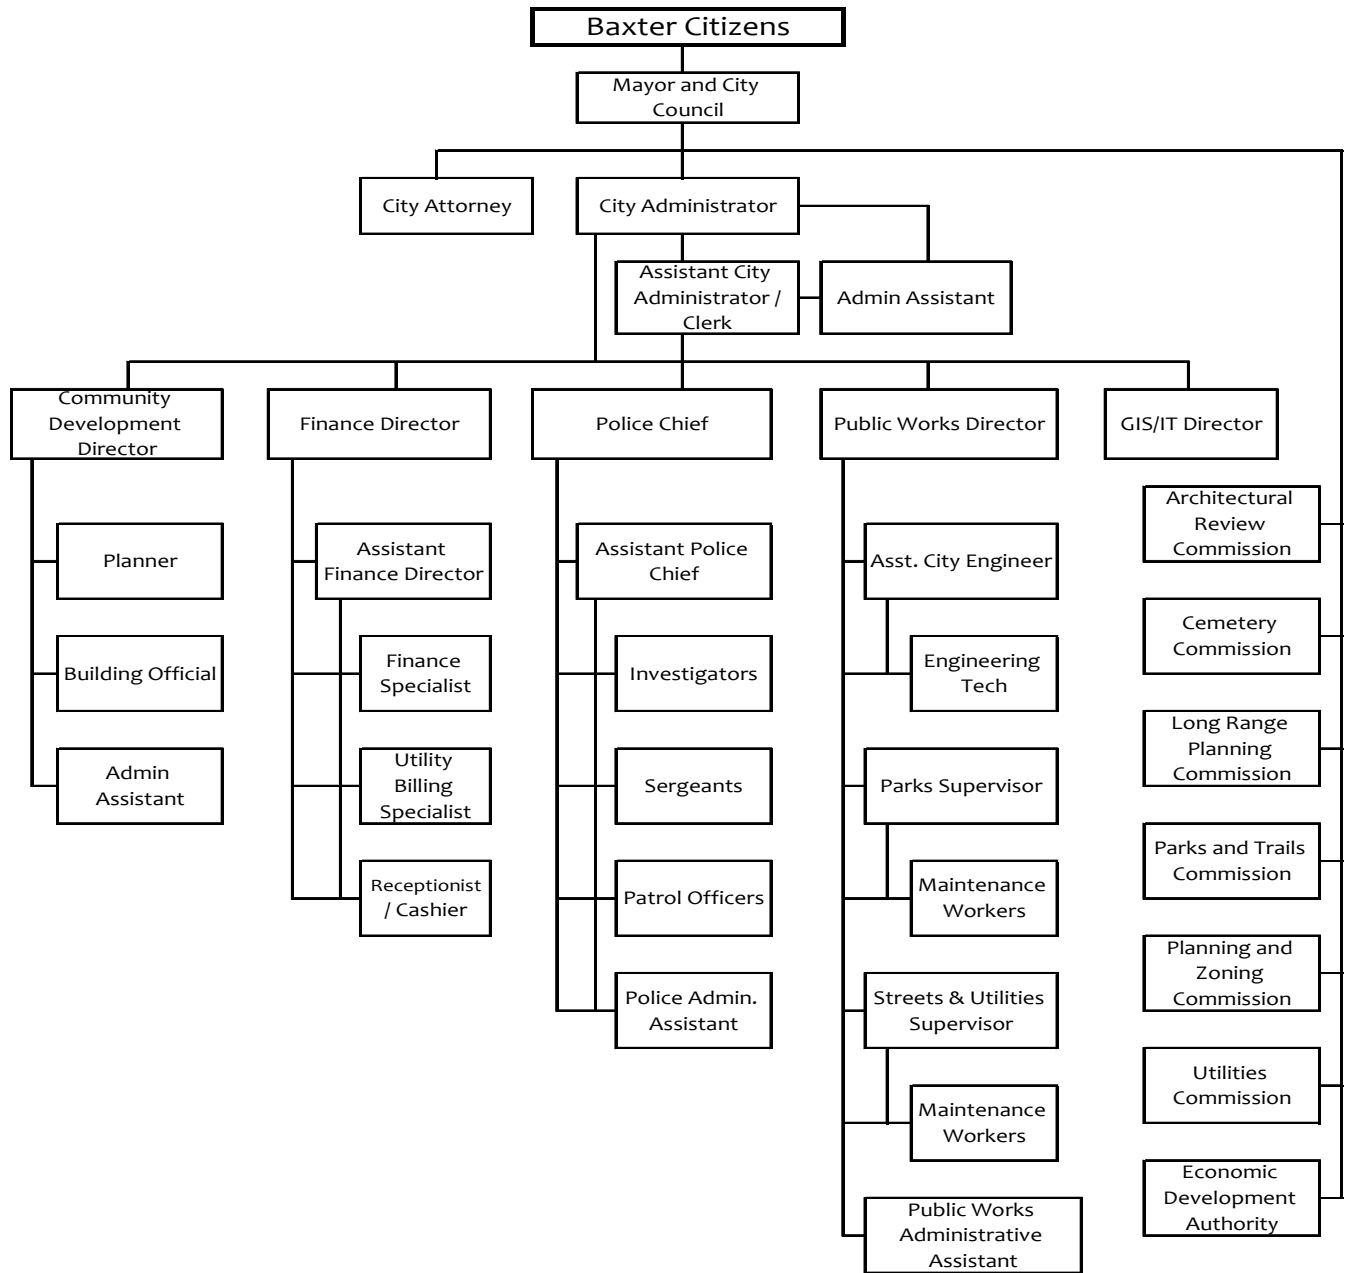 Baxter Citizens
Mayor and City
Council
City Attorney
City Administrator
Assistant City
Administrator /
Clerk
Admin Assistant
Community
Development
Director
Finance Director
Police Chief
Public Works Director
GIS/IT Director
Planner
Building Official
Admin
Assistant
Assistant
Finance Director
Finance
Specialist
Utility
Billing
Specialist
Receptionist
/ Cashier
Assistant Police
Chief
Investigators
Sergeants
Patrol Officers
Police Admin.
Assistant
Asst. City Engineer
Engineering
Tech
Parks Supervisor
Maintenance
Workers
Streets & Utilities
Supervisor
Maintenance
Workers
Public Works
Administrative
Assistant
Architectural
Review
Commission
Cemetery
Commission
Long Range
Planning
Commission
Parks and Trails
Commission
Planning and
Zoning
Commission
Utilities
Commission
Economic
Development
Authority